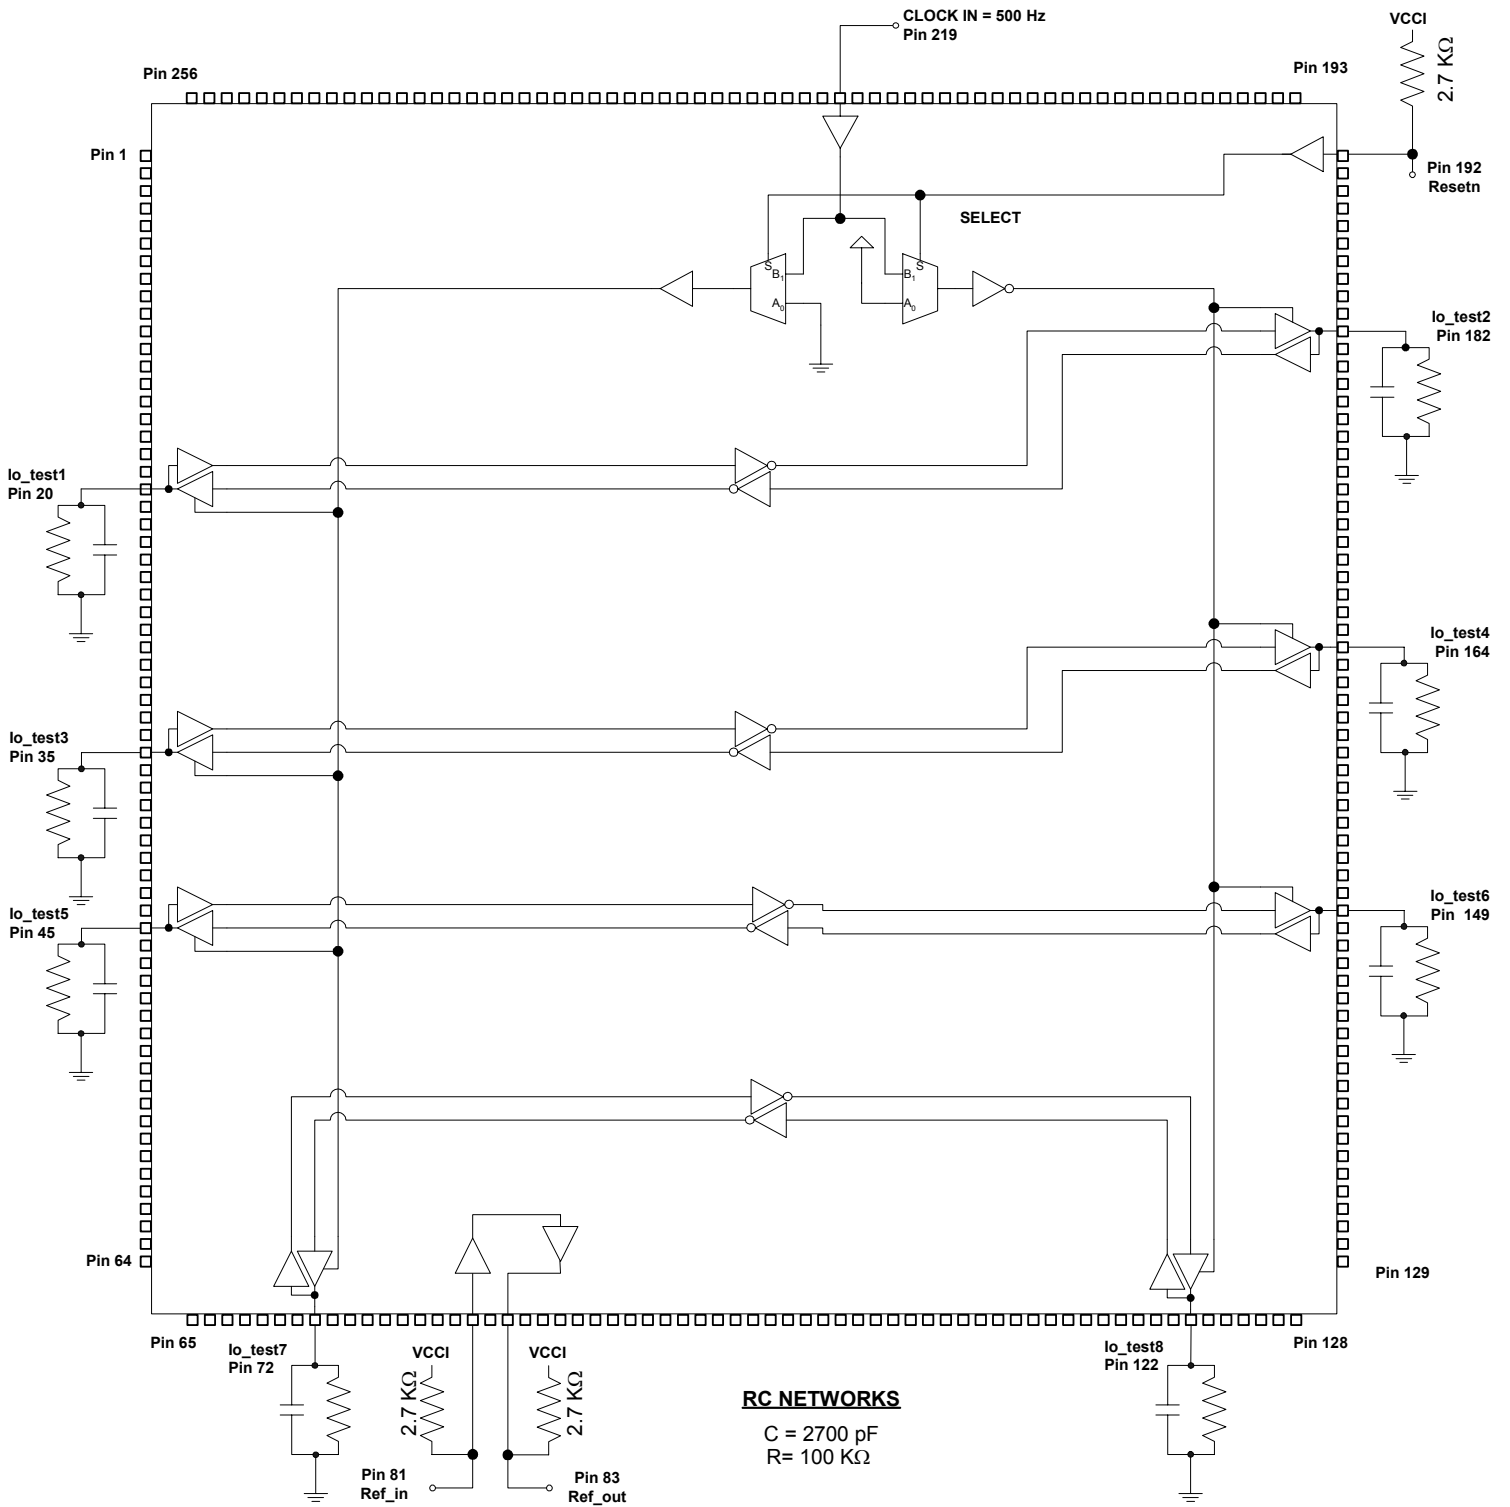 CLOCK IN = 500 Hz
Pin 219
VCCI
2.7 KΩ
Pin 256
Pin 193
Pin 1
Pin 192
Resetn
SELECT
S
B1
A0
S
B1
A0
Io_test2
Pin 182
Io_test1
Pin 20
Io_test4
Pin 164
Io_test3
Pin 35
Io_test5
Pin 45
Io_test6
Pin 149
Pin 64
Pin 129
Pin 65
Pin 128
Io_test7
Pin 72
VCCI
VCCI
Io_test8
Pin 122
2.7 KΩ
2.7 KΩ
RC NETWORKS
C = 2700 pF
R= 100 KΩ
Pin 81
Ref_in
Pin 83
Ref_out